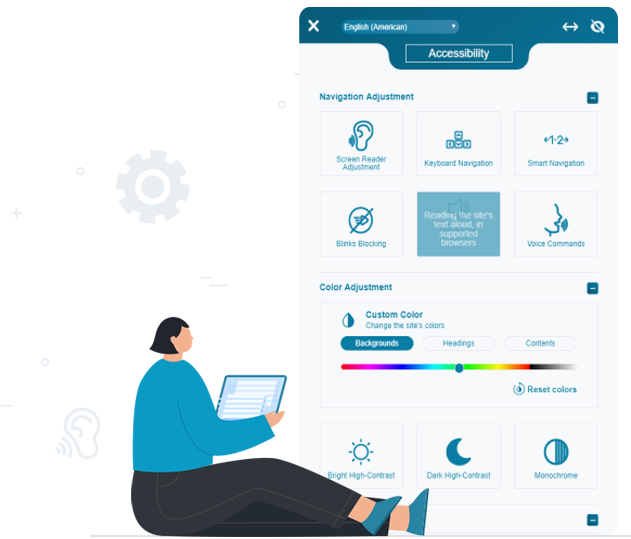 English (American)
Accessibility
Navigation Adjustment
Screen Reader
Adjustment
Keyboard Navigation
←1-2→
Smart Navigation
Blinks Blocking
Reading the site's
text aloud, in
supported
browsers
Voice Commands
Color Adjustment
Custom Color
Change the site's colors
Backgrounds
Headings
Contents
Reset colors
Bright High-Contrast
Dark High-Contrast
Monochrome